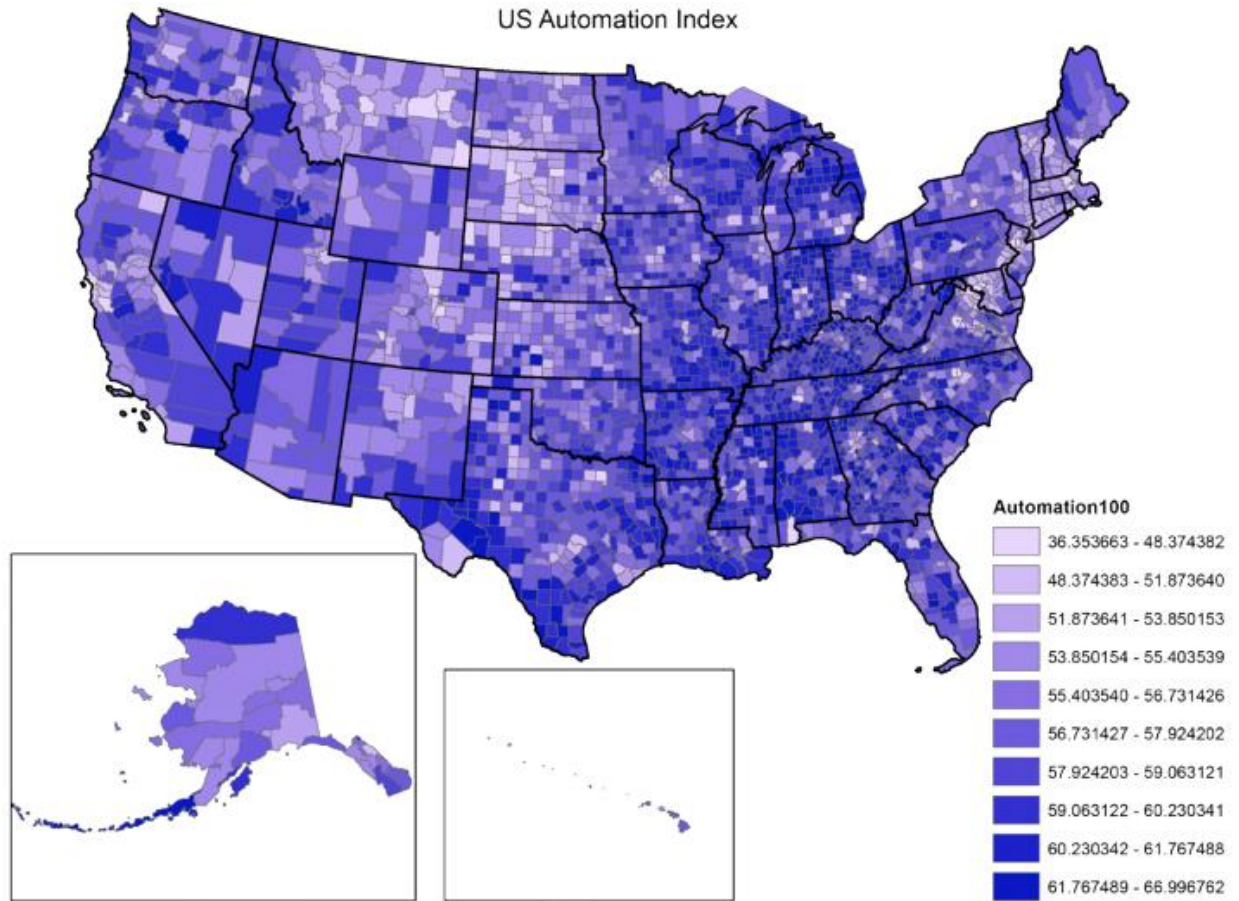 US Automation Index
Automation100
36.353663 - 48.374382
48.374383 - 51.873640
51.873641 - 53.850153
53.850154 - 55.403539
55.403540 - 56.731426
56.731427 - 57.924202
57.924203 - 59.063121
59.063122 - 60.230341
60.230342 - 61.767488
61.767489 - 66.996762